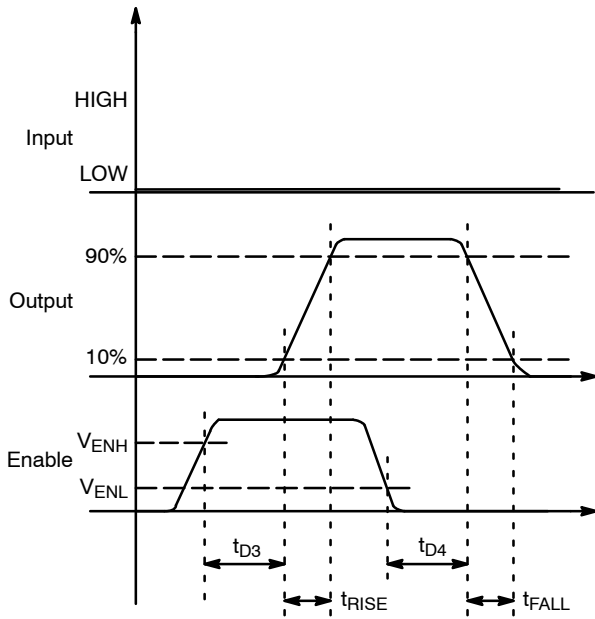 HIGH
Input
LOW
90%
Output
10%
VENH
Enable
VENL
tD3
tD4
tRISE
tFALL